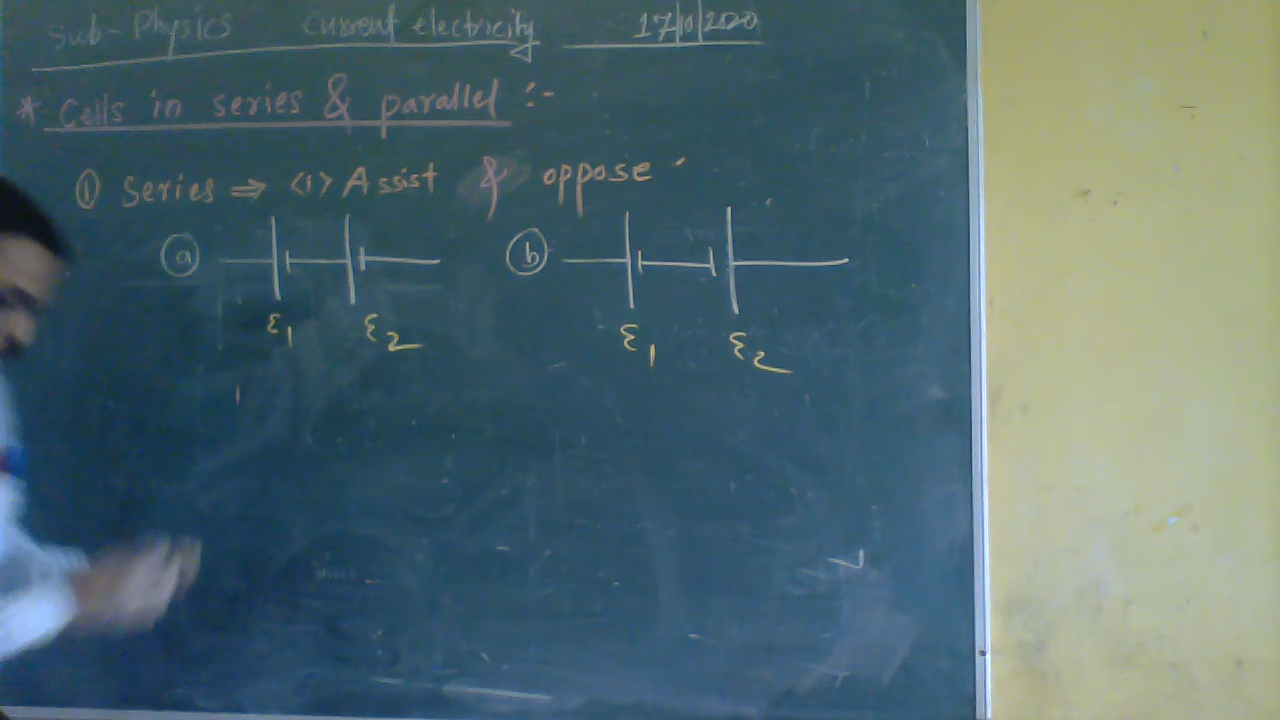 Sub-Physics Current electricity 17/10/2020
* Cells in series & parallel :-
① Series ⇒ <1> Assist & oppose
ⓐ ⓑ
ε1 ε2 ε1 ε2